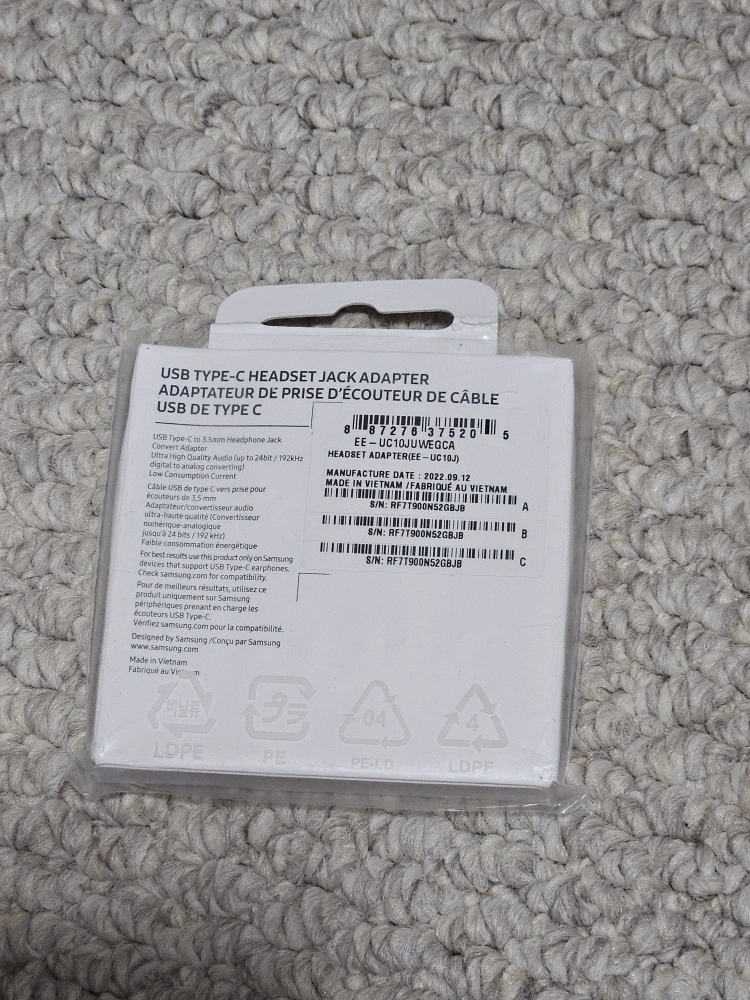 USB TYPE-C HEADSET JACK ADAPTER
ADAPTATEUR DE PRISE D'ÉCOUTEUR DE CÂBLE
USB DE TYPE C
USB Type-C to 3.5mm Headphone Jack
Convert Adapter
Ultra High Quality Audio (up to 24bit / 192kHz
digital to analog converting)
Low Consumption Current
Câble USB de type C vers prise pour
écouteurs de 3,5 mm
Adaptateur/convertisseur audio
ultra-haute qualité (Convertisseur
numérique-analogique
jusqu'à 24 bits / 192 kHz)
Faible consommation énergétique
For best results use this product only on Samsung
devices that support USB Type-C earphones.
Check samsung.com for compatibility.
Pour de meilleurs résultats, utilisez ce
produit uniquement sur Samsung
périphériques prenant en charge les
écouteurs USB Type-C.
Vérifiez samsung.com pour la compatibilité.
Designed by Samsung /Conçu par Samsung
www.samsung.com
Made in Vietnam
Fabriqué au Vietnam
8 87276 37520 5
EE-UC10JUWEGCA
HEADSET ADAPTER(EE-UC10J)
MANUFACTURE DATE : 2022.09.12
MADE IN VIETNAM /FABRIQUÉ AU VIETNAM
A
S/N: RF7T900N52GBJB
B
S/N: RF7T900N52GBJB
C
S/N: RF7T900N52GBJB
비닐류
LDPE
PE
04
PE-LD
4
LDPE